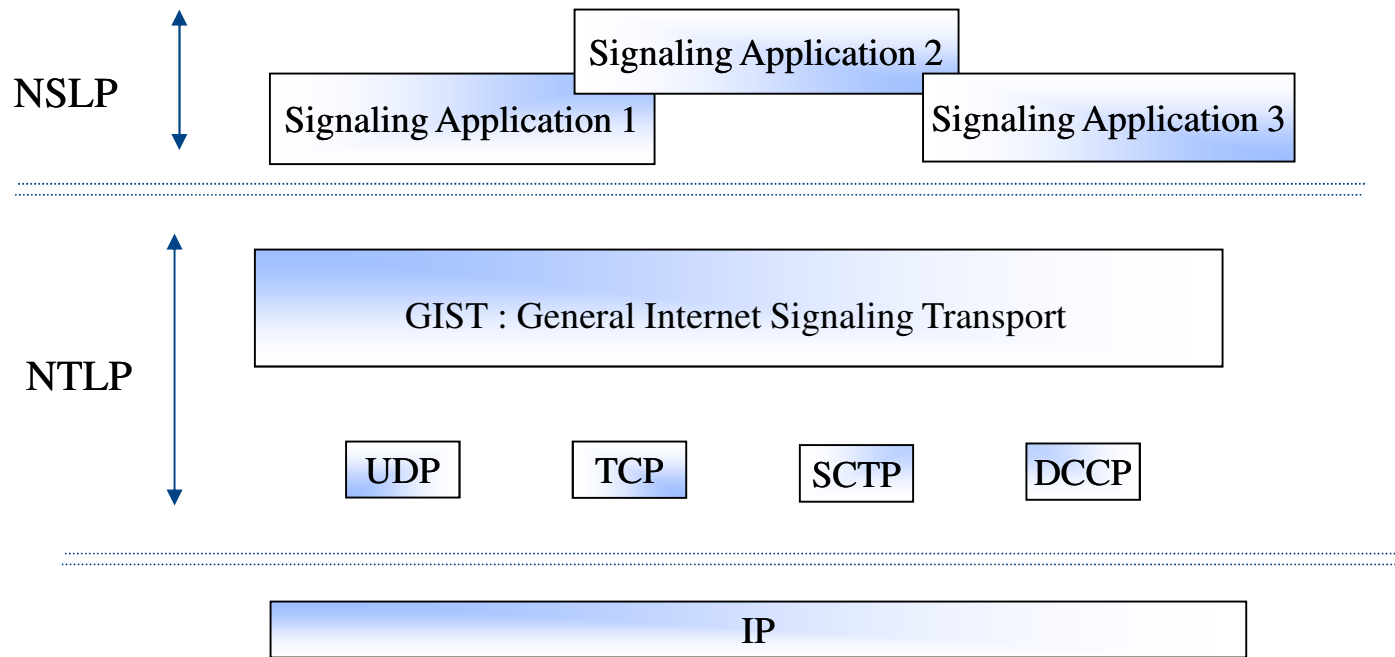 Signaling Application 2
NSLP
Signaling Application 1
Signaling Application 3
GIST : General Internet Signaling Transport
NTLP
UDP
TCP
SCTP
DCCP
IP